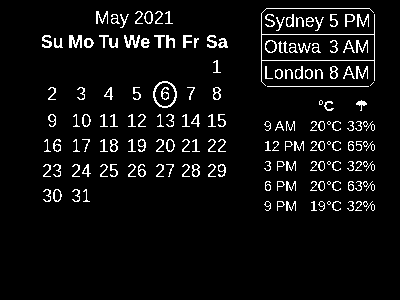 May 2021
Su Mo Tu We Th Fr Sa
1
2 3 4 5 6 7 8
9 10 11 12 13 14 15
16 17 18 19 20 21 22
23 24 25 26 27 28 29
30 31
Sydney 5 PM
Ottawa 3 AM
London 8 AM
°C ☂
9 AM 20°C 33%
12 PM 20°C 65%
3 PM 20°C 32%
6 PM 20°C 63%
9 PM 19°C 32%